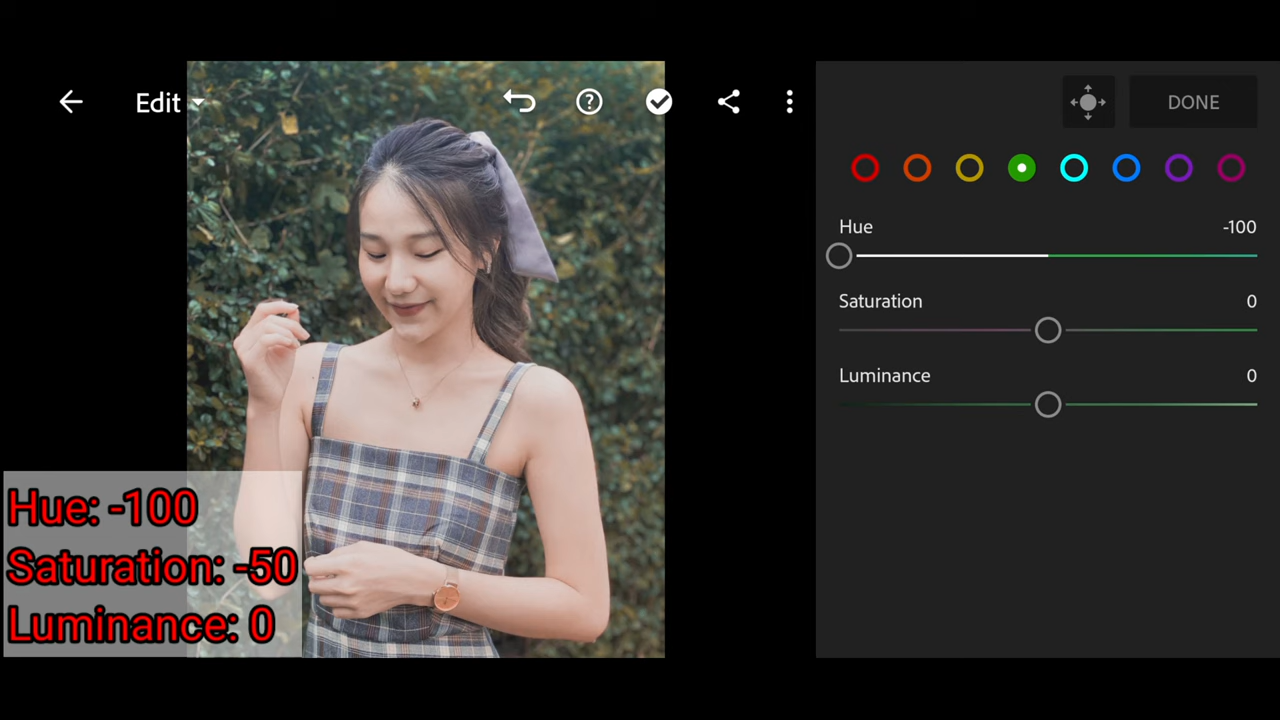 Edit
DONE
Hue -100
Saturation 0
Luminance 0
Hue: -100
Saturation: -50
Luminance: 0